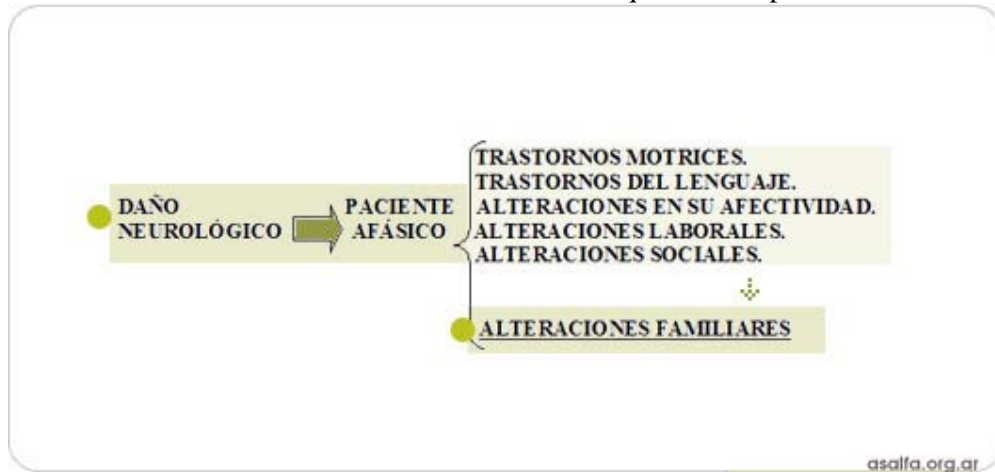 DAÑO
NEUROLÓGICO
PACIENTE
AFÁSICO
TRASTORNOS MOTRICES.
TRASTORNOS DEL LENGUAJE.
ALTERACIONES EN SU AFECTIVIDAD.
ALTERACIONES LABORALES.
ALTERACIONES SOCIALES.
ALTERACIONES FAMILIARES
asalfa.org.ar